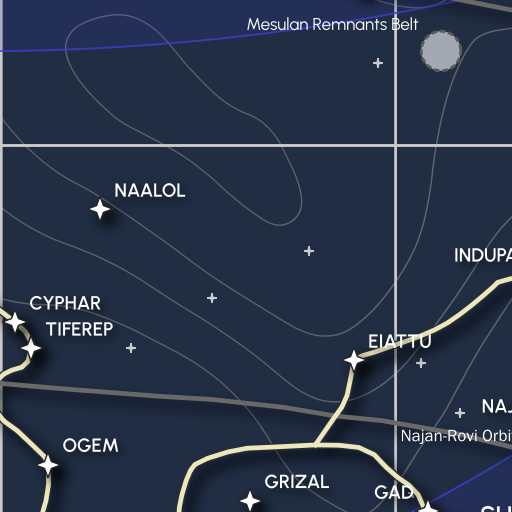 Mesulan Remnants Belt
NAALOL
INDUPA
CYPHAR
TIFEREP
EIATTU
NAJ
Najan-Rovi Orbi
OGEM
GRIZAL
GAD